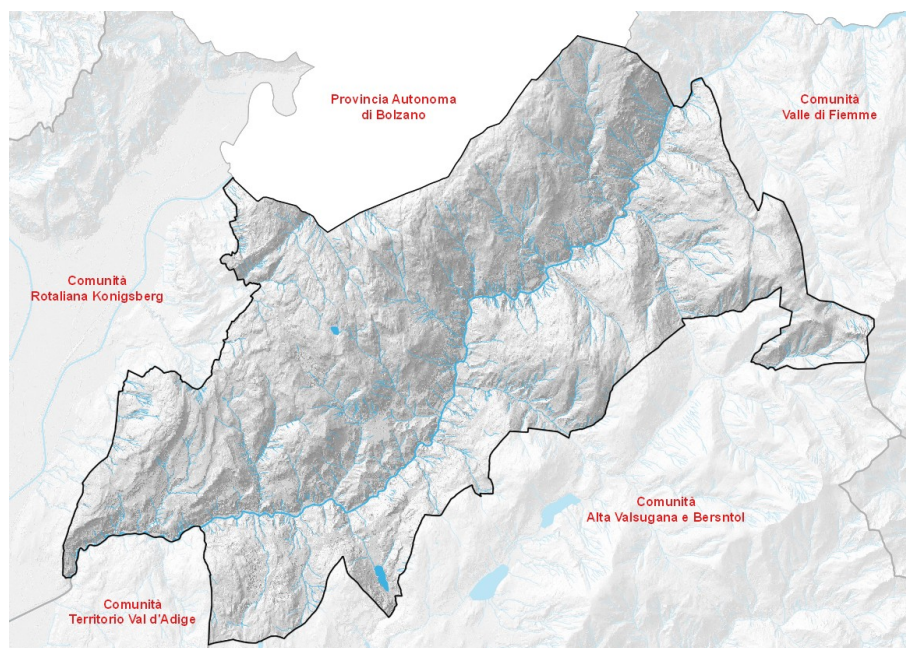 Provincia Autonoma
di Bolzano
Comunità
Valle di Fiemme
Comunità
Rotaliana Konigsberg
Comunità
Alta Valsugana e Bersntol
Comunità
Territorio Val d'Adige